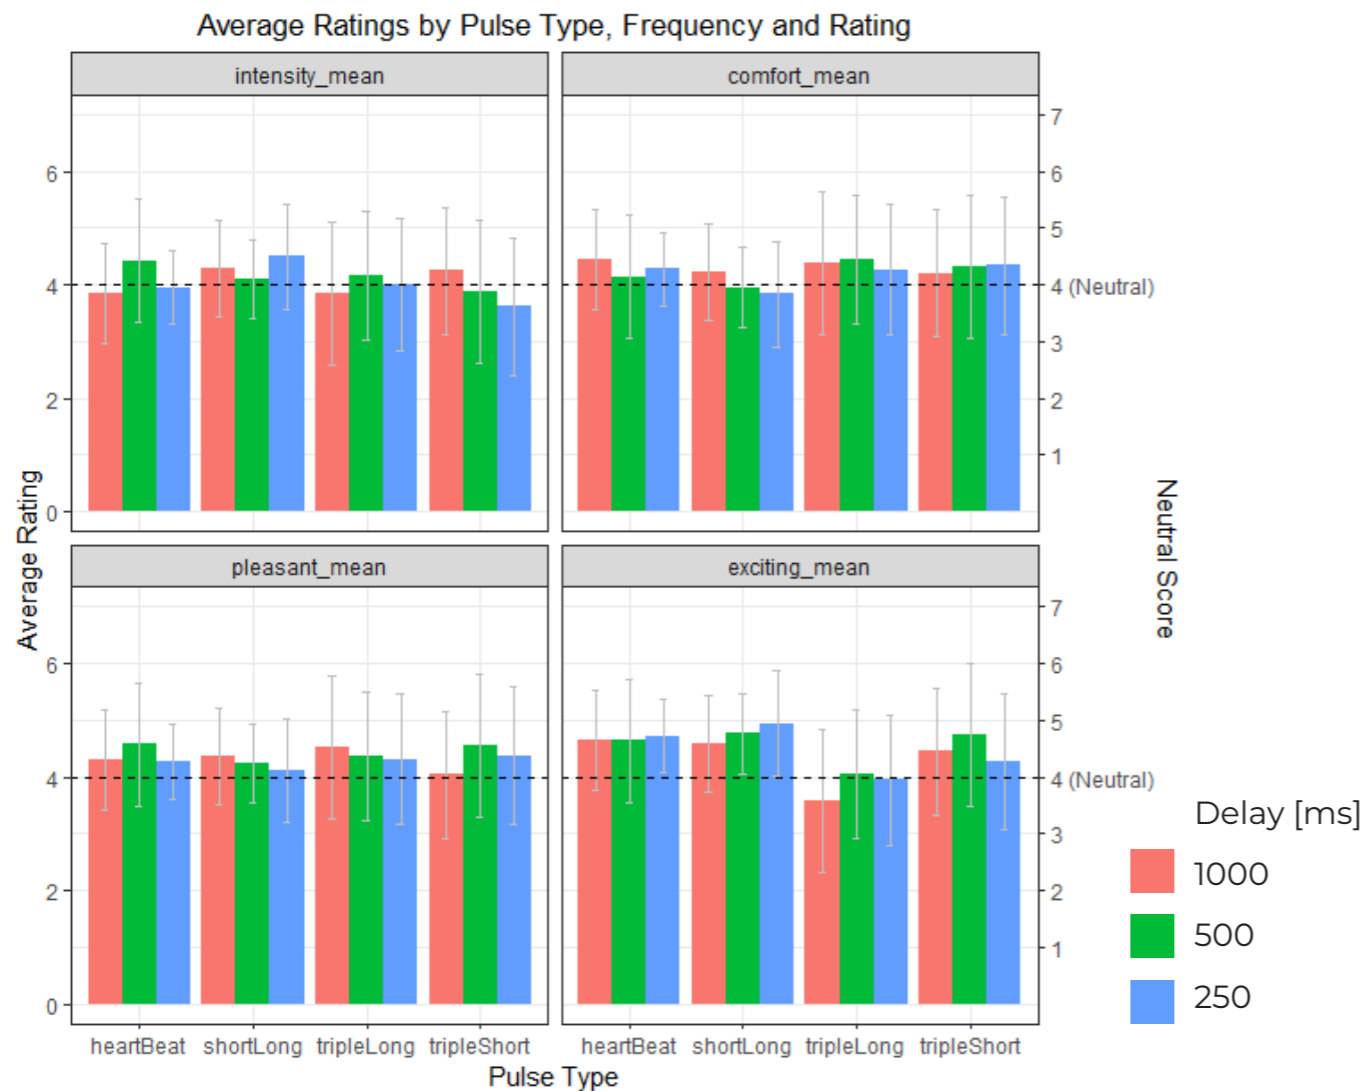 Average Ratings by Pulse Type, Frequency and Rating
intensity_mean
comfort_mean
6
4
2
0
7
6
5
4 (Neutral)
3
2
1
Average Rating
Neutral Score
pleasant_mean
exciting_mean
6
4
2
0
7
6
5
4 (Neutral)
3
2
1
heartBeat shortLong tripleLong tripleShort
heartBeat shortLong tripleLong tripleShort
Pulse Type
Delay [ms]
1000
500
250